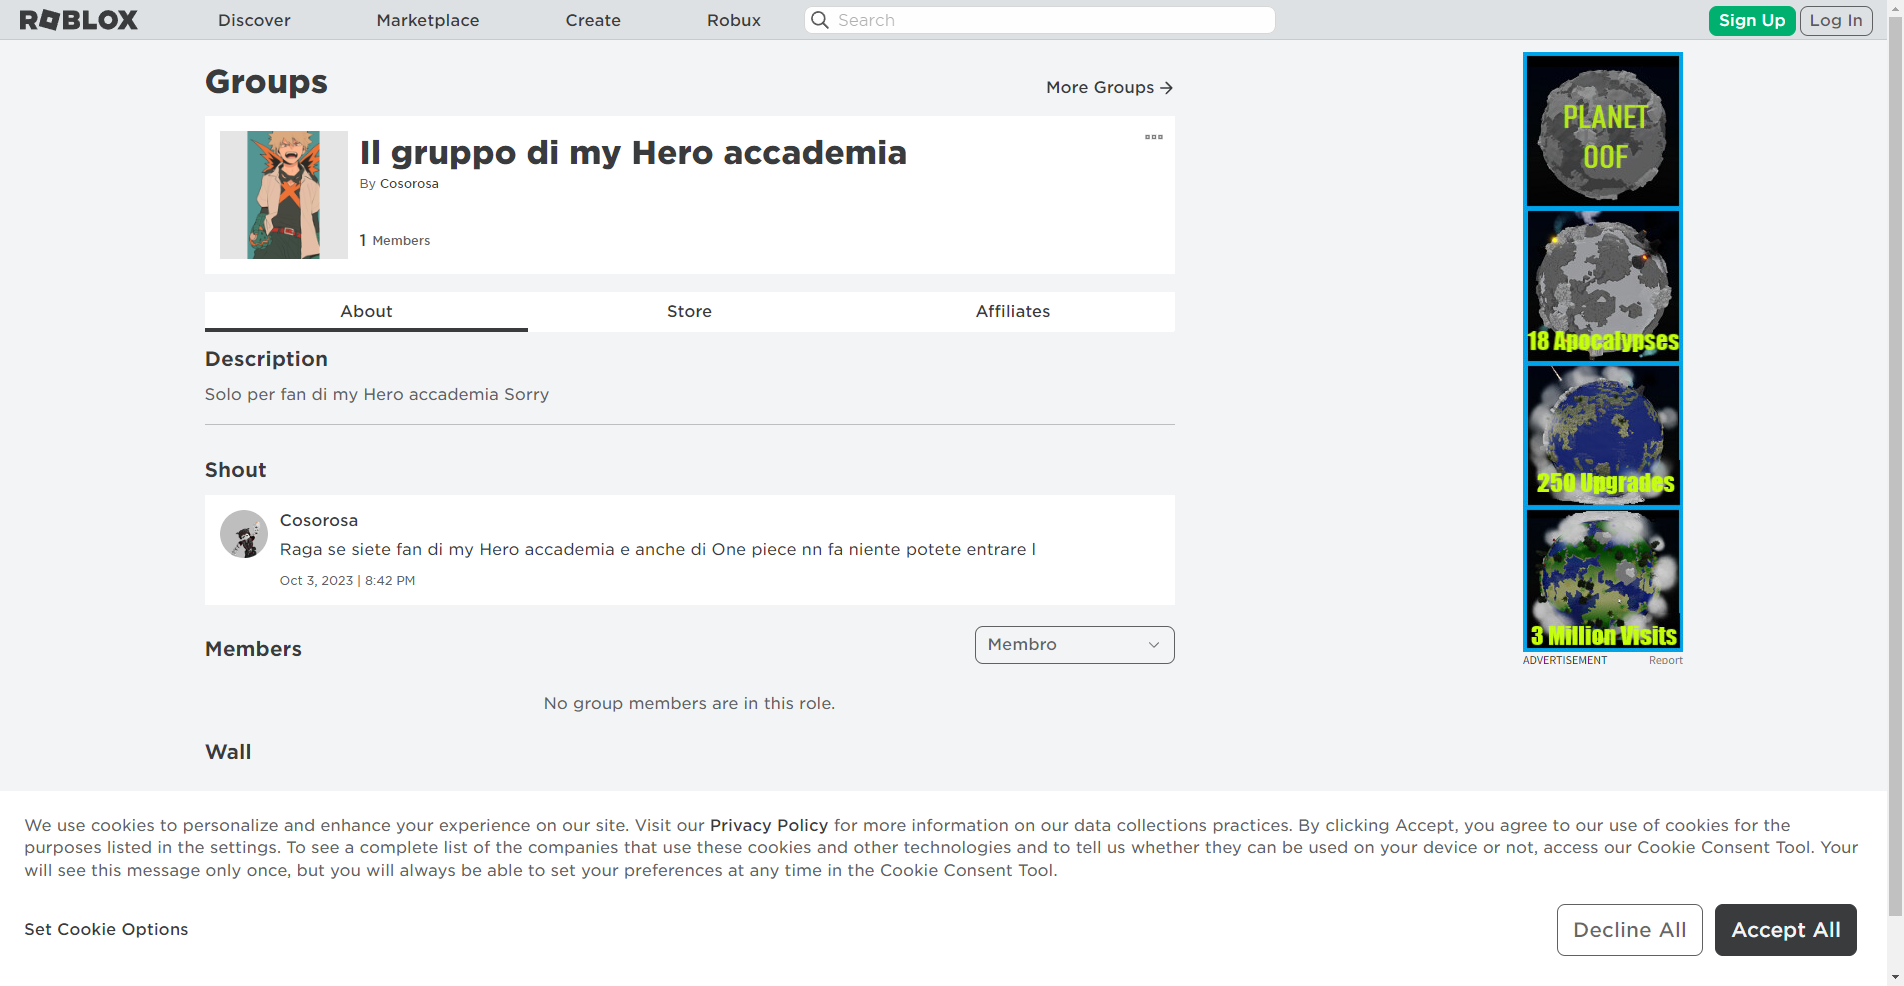 ROBLOX
Discover
Marketplace
Create
Robux
Search
Sign Up
Log In
Groups
More Groups
Il gruppo di my Hero accademia
By Cosorosa
1 Members
About
Store
Affiliates
Description
Solo per fan di my Hero accademia Sorry
Shout
Cosorosa
Raga se siete fan di my Hero accademia e anche di One piece nn fa niente potete entrare l
Oct 3, 2023 | 8:42 PM
Members
Membro
No group members are in this role.
Wall
PLANET
OOF
18 Apocalypses
250 Upgrades
3 Million Visits
ADVERTISEMENT
Report
We use cookies to personalize and enhance your experience on our site. Visit our Privacy Policy for more information on our data collections practices. By clicking Accept, you agree to our use of cookies for the
purposes listed in the settings. To see a complete list of the companies that use these cookies and other technologies and to tell us whether they can be used on your device or not, access our Cookie Consent Tool. Your
will see this message only once, but you will always be able to set your preferences at any time in the Cookie Consent Tool.
Set Cookie Options
Decline All
Accept All